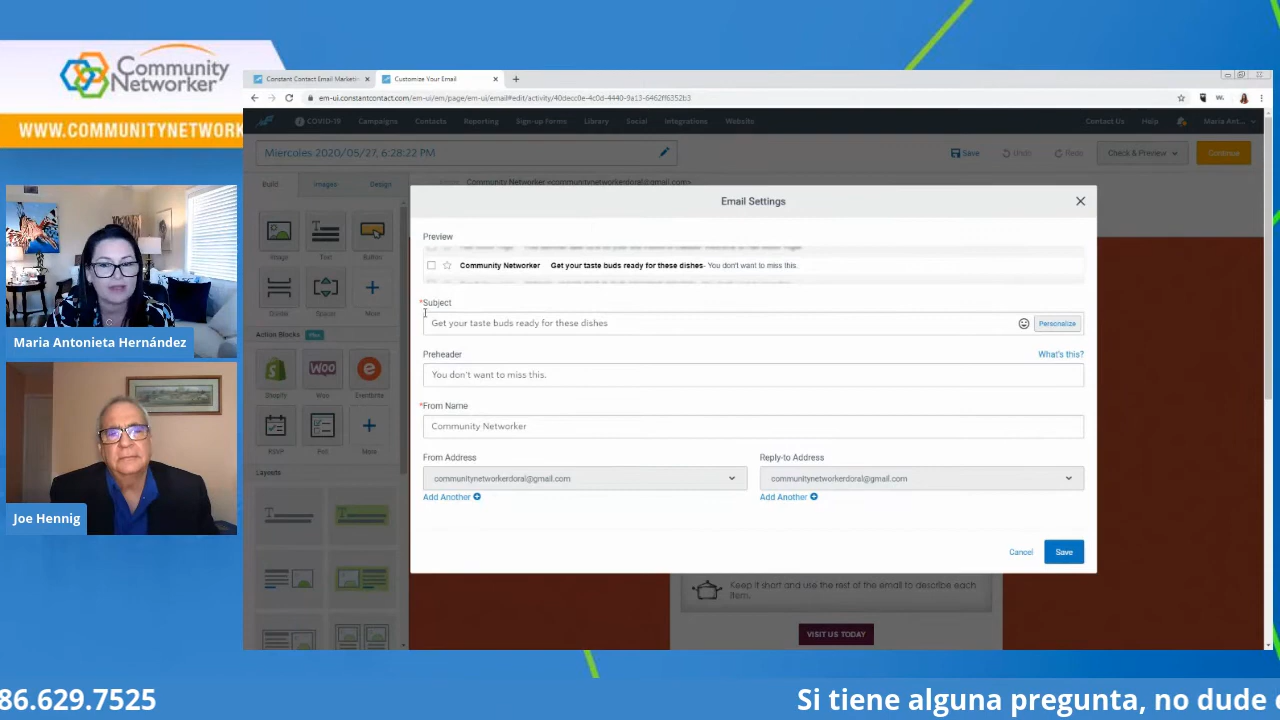 Community
Networker
WWW.COMMUNITYNETWORK
Maria Antonieta Hernández
Joe Hennig
Constant Contact Email Marketin
Customize Your Email
em-ui.constantcontact.com/em-ui/em/page/em-ui/email#edit/activity/40decc0e-4c0d-4440-9a13-6462ff6352b3
COVID-19 Campaigns Contacts Reporting Sign-up Forms Library Social Integrations Website Contact Us Help Maria Ant...
Miercoles 2020/05/27, 6:28:22 PM
Save Undo Redo Check & Preview Continue
Build Images Design
Community Networker <communitynetworkerdoral@gmail.com>
Image Text Button
Spacer More
Action Blocks
Shopify Woo Eventbrite
RSVP Poll More
Layouts
Email Settings
Preview
Community Networker Get your taste buds ready for these dishes- You don't want to miss this.
*Subject
Get your taste buds ready for these dishes
Personalize
Preheader
What's this?
You don't want to miss this.
*From Name
Community Networker
From Address
Reply-to Address
communitynetworkerdoral@gmail.com
communitynetworkerdoral@gmail.com
Add Another
Add Another
Cancel Save
Keep it short and use the rest of the email to describe each
item.
VISIT US TODAY
86.629.7525
Si tiene alguna pregunta, no dude